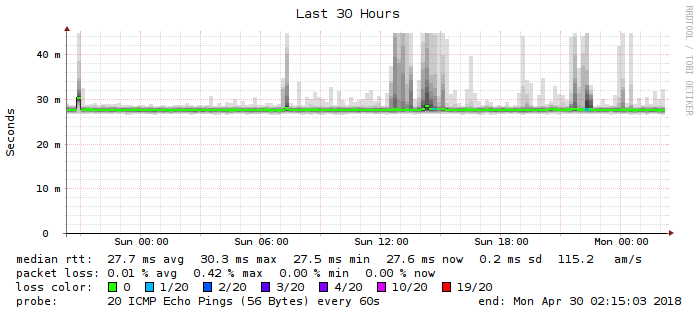 Last 30 Hours
RRDTOOL / TOBI OETIKER
Seconds
40 m
30 m
20 m
10 m
0
Sun 00:00 Sun 06:00 Sun 12:00 Sun 18:00 Mon 00:00
median rtt: 27.7 ms avg 30.3 ms max 27.5 ms min 27.6 ms now 0.2 ms sd 115.2 am/s
packet loss: 0.01 % avg 0.42 % max 0.00 % min 0.00 % now
loss color: 0 1/20 2/20 3/20 4/20 10/20 19/20
probe: 20 ICMP Echo Pings (56 Bytes) every 60s end: Mon Apr 30 02:15:03 2018